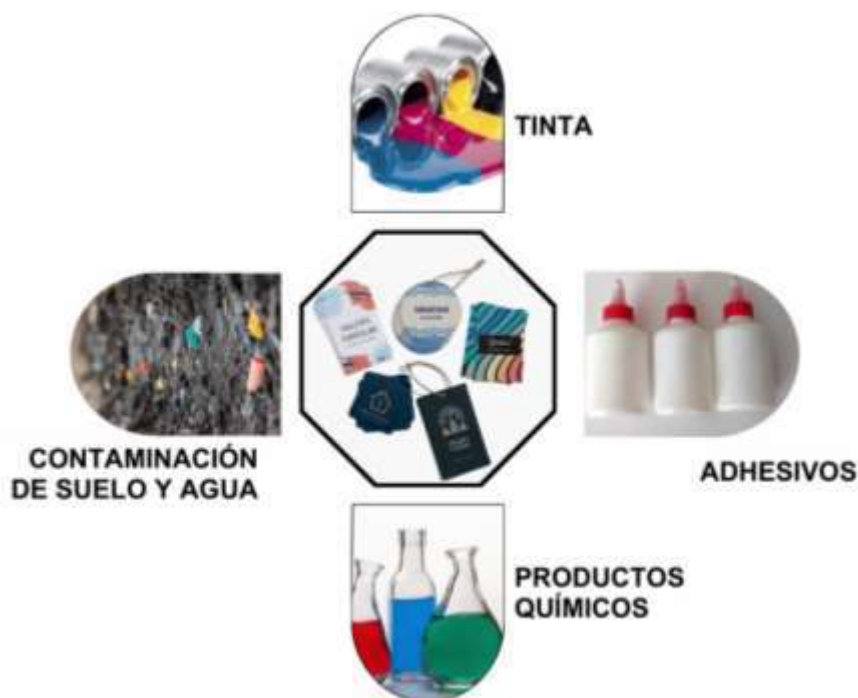 TINTA
CONTAMINACIÓN
DE SUELO Y AGUA
ADHESIVOS
PRODUCTOS
QUÍMICOS